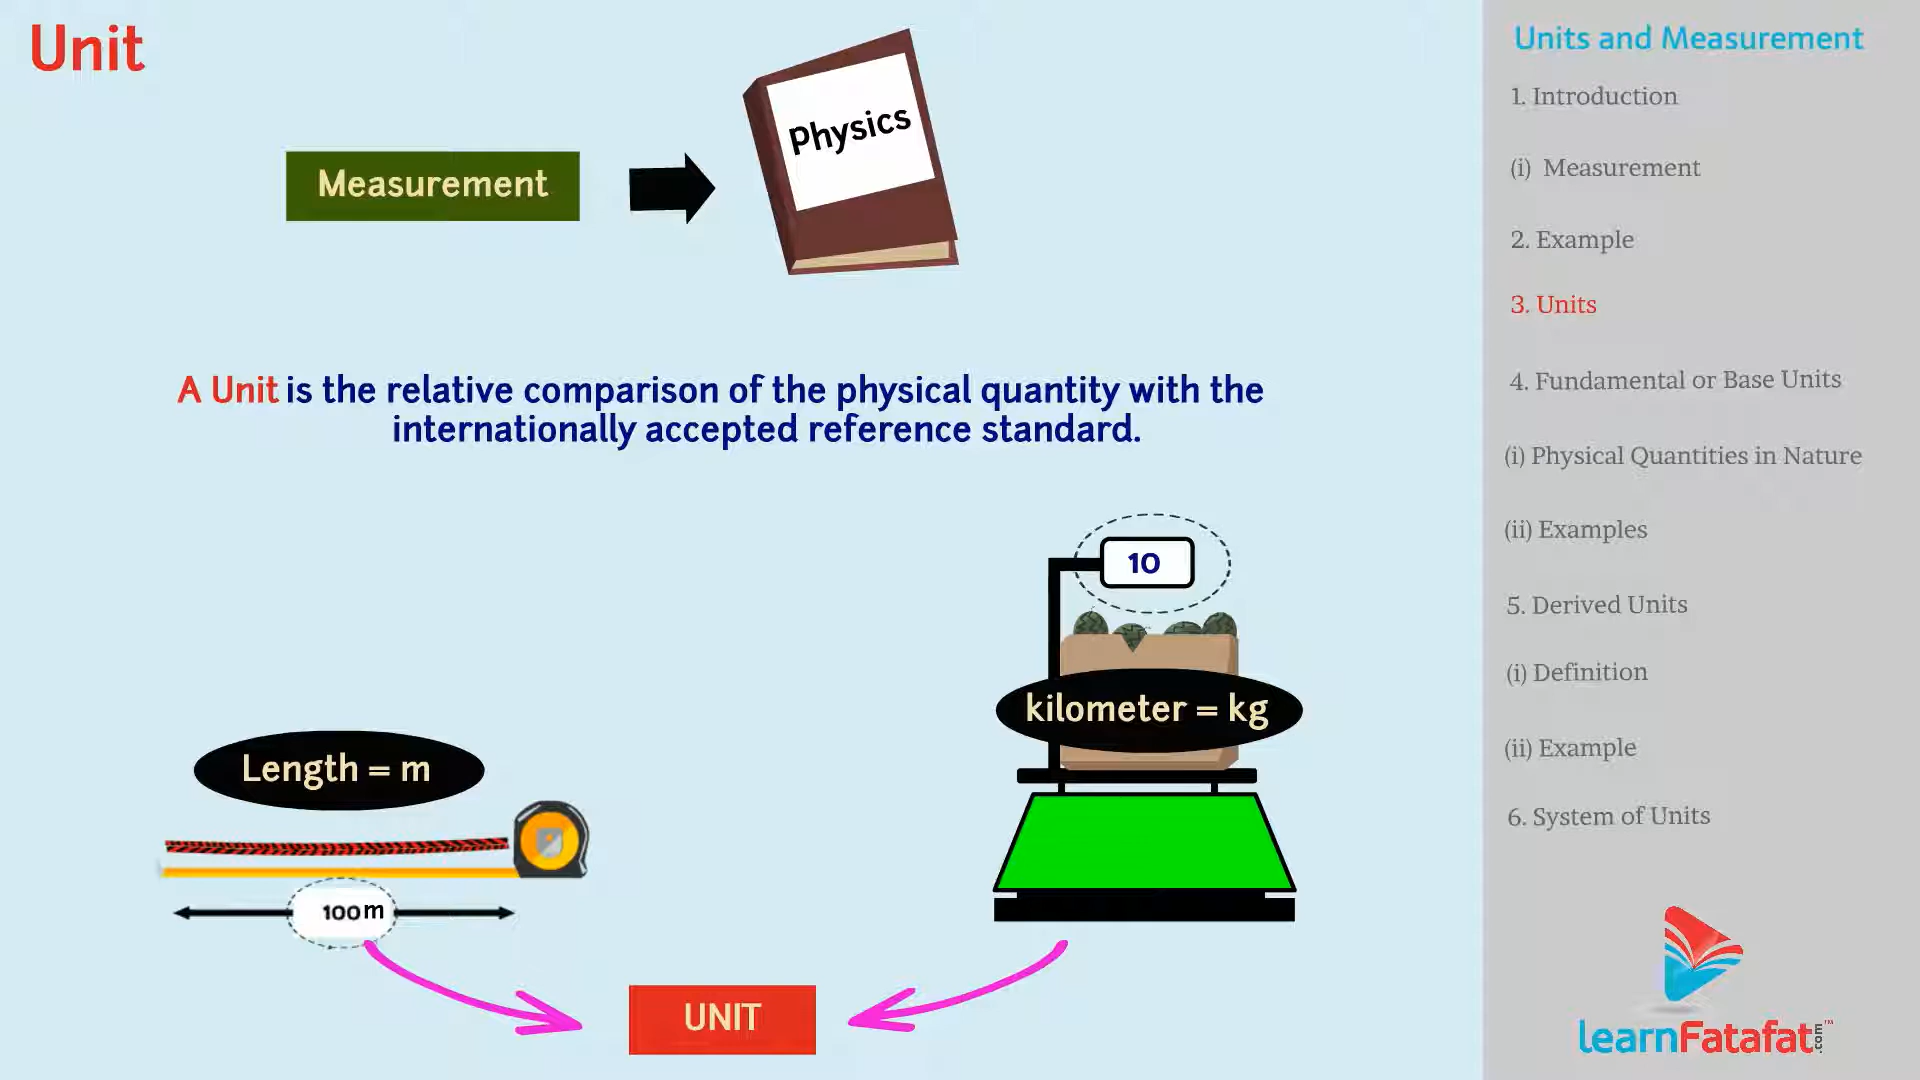 Unit
Measurement
Physics
A Unit is the relative comparison of the physical quantity with the
internationally accepted reference standard.
10
kilometer = kg
Length = m
100m
UNIT
Units and Measurement
1. Introduction
(i) Measurement
2. Example
3. Units
4. Fundamental or Base Units
(i) Physical Quantities in Nature
(ii) Examples
5. Derived Units
(i) Definition
(ii) Example
6. System of Units
learnFatafat.com™